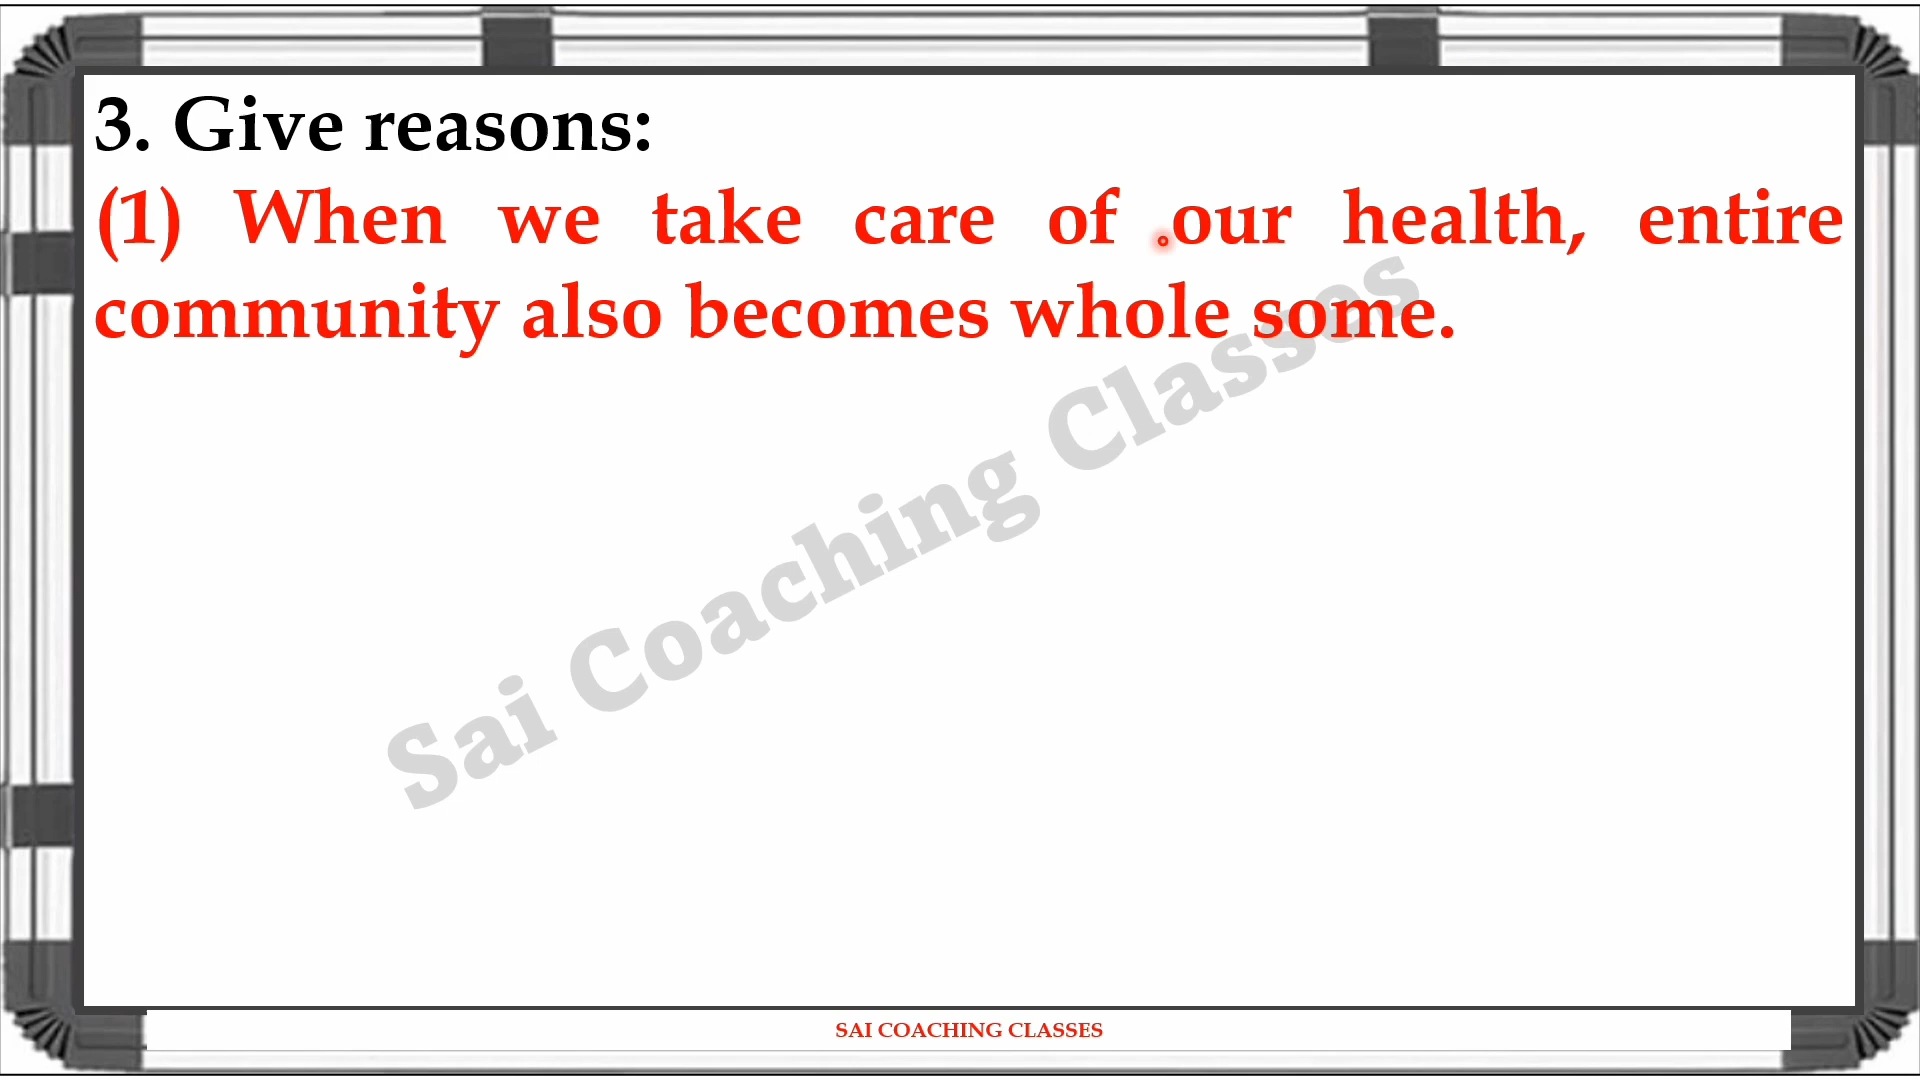 3. Give reasons:
(1) When we take care of our health, entire
community also becomes whole some.
Sai Coaching Classes
SAI COACHING CLASSES